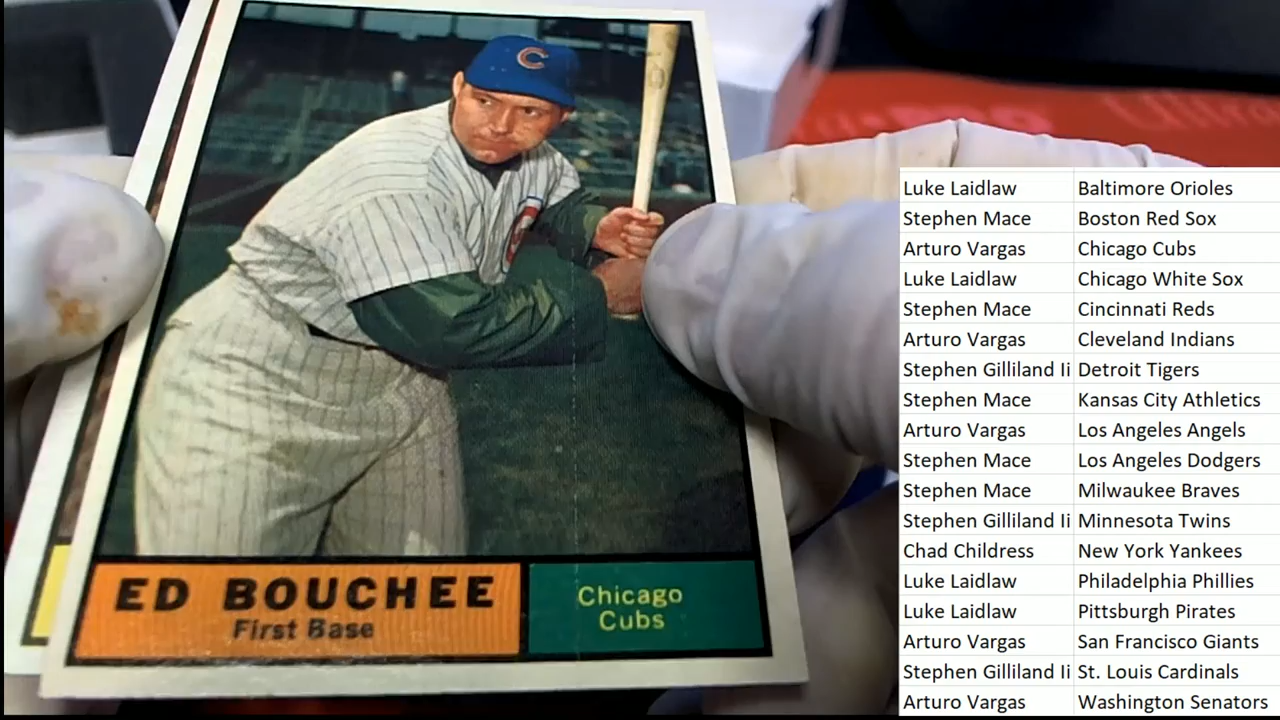 C
ED BOUCHEE
First Base
Chicago
Cubs
Luke Laidlaw Baltimore Orioles
Stephen Mace Boston Red Sox
Arturo Vargas Chicago Cubs
Luke Laidlaw Chicago White Sox
Stephen Mace Cincinnati Reds
Arturo Vargas Cleveland Indians
Stephen Gilliland Ii Detroit Tigers
Stephen Mace Kansas City Athletics
Arturo Vargas Los Angeles Angels
Stephen Mace Los Angeles Dodgers
Stephen Mace Milwaukee Braves
Stephen Gilliland Ii Minnesota Twins
Chad Childress New York Yankees
Luke Laidlaw Philadelphia Phillies
Luke Laidlaw Pittsburgh Pirates
Arturo Vargas San Francisco Giants
Stephen Gilliland Ii St. Louis Cardinals
Arturo Vargas Washington Senators